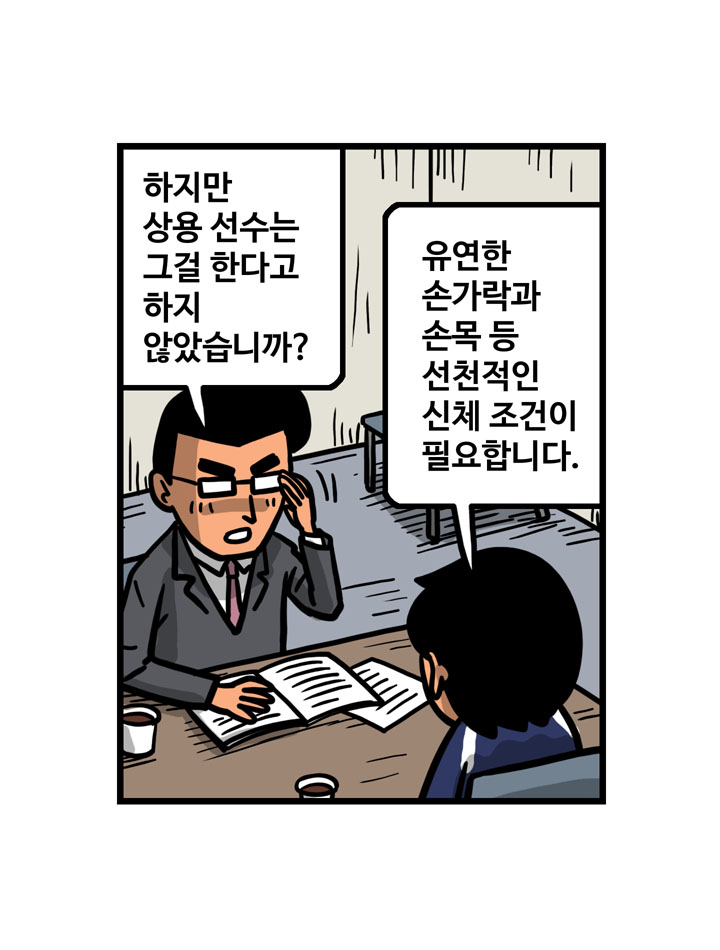 하지만
상용 선수는
그걸 한다고
하지
않았습니까?
유연한
손가락과
손목 등
선천적인
신체 조건이
필요합니다.